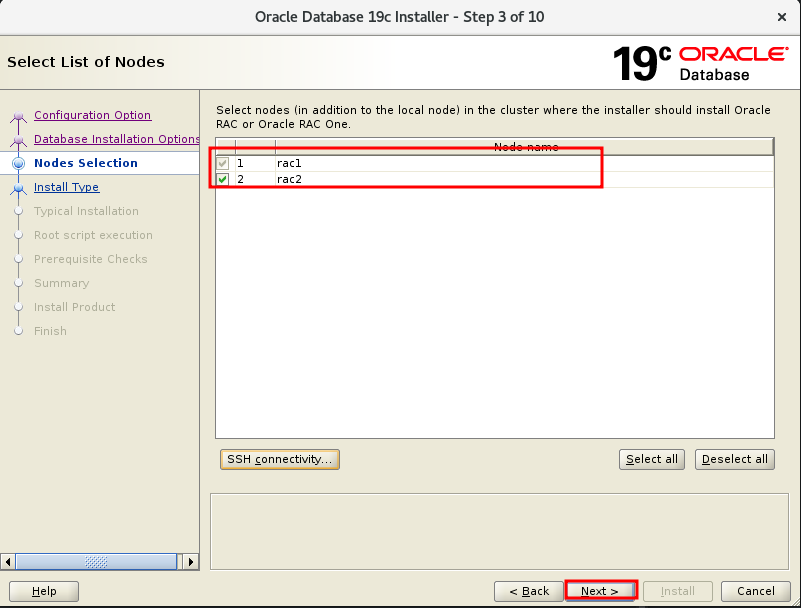 Oracle Database 19c Installer - Step 3 of 10
Select List of Nodes
19c ORACLE
Database
Configuration Option
Database Installation Options
Nodes Selection
Install Type
Typical Installation
Root script execution
Prerequisite Checks
Summary
Install Product
Finish
Select nodes (in addition to the local node) in the cluster where the installer should install Oracle
RAC or Oracle RAC One.
Node name
1 rac1
2 rac2
SSH connectivity...
Select all
Deselect all
Help
< Back
Next >
Install
Cancel